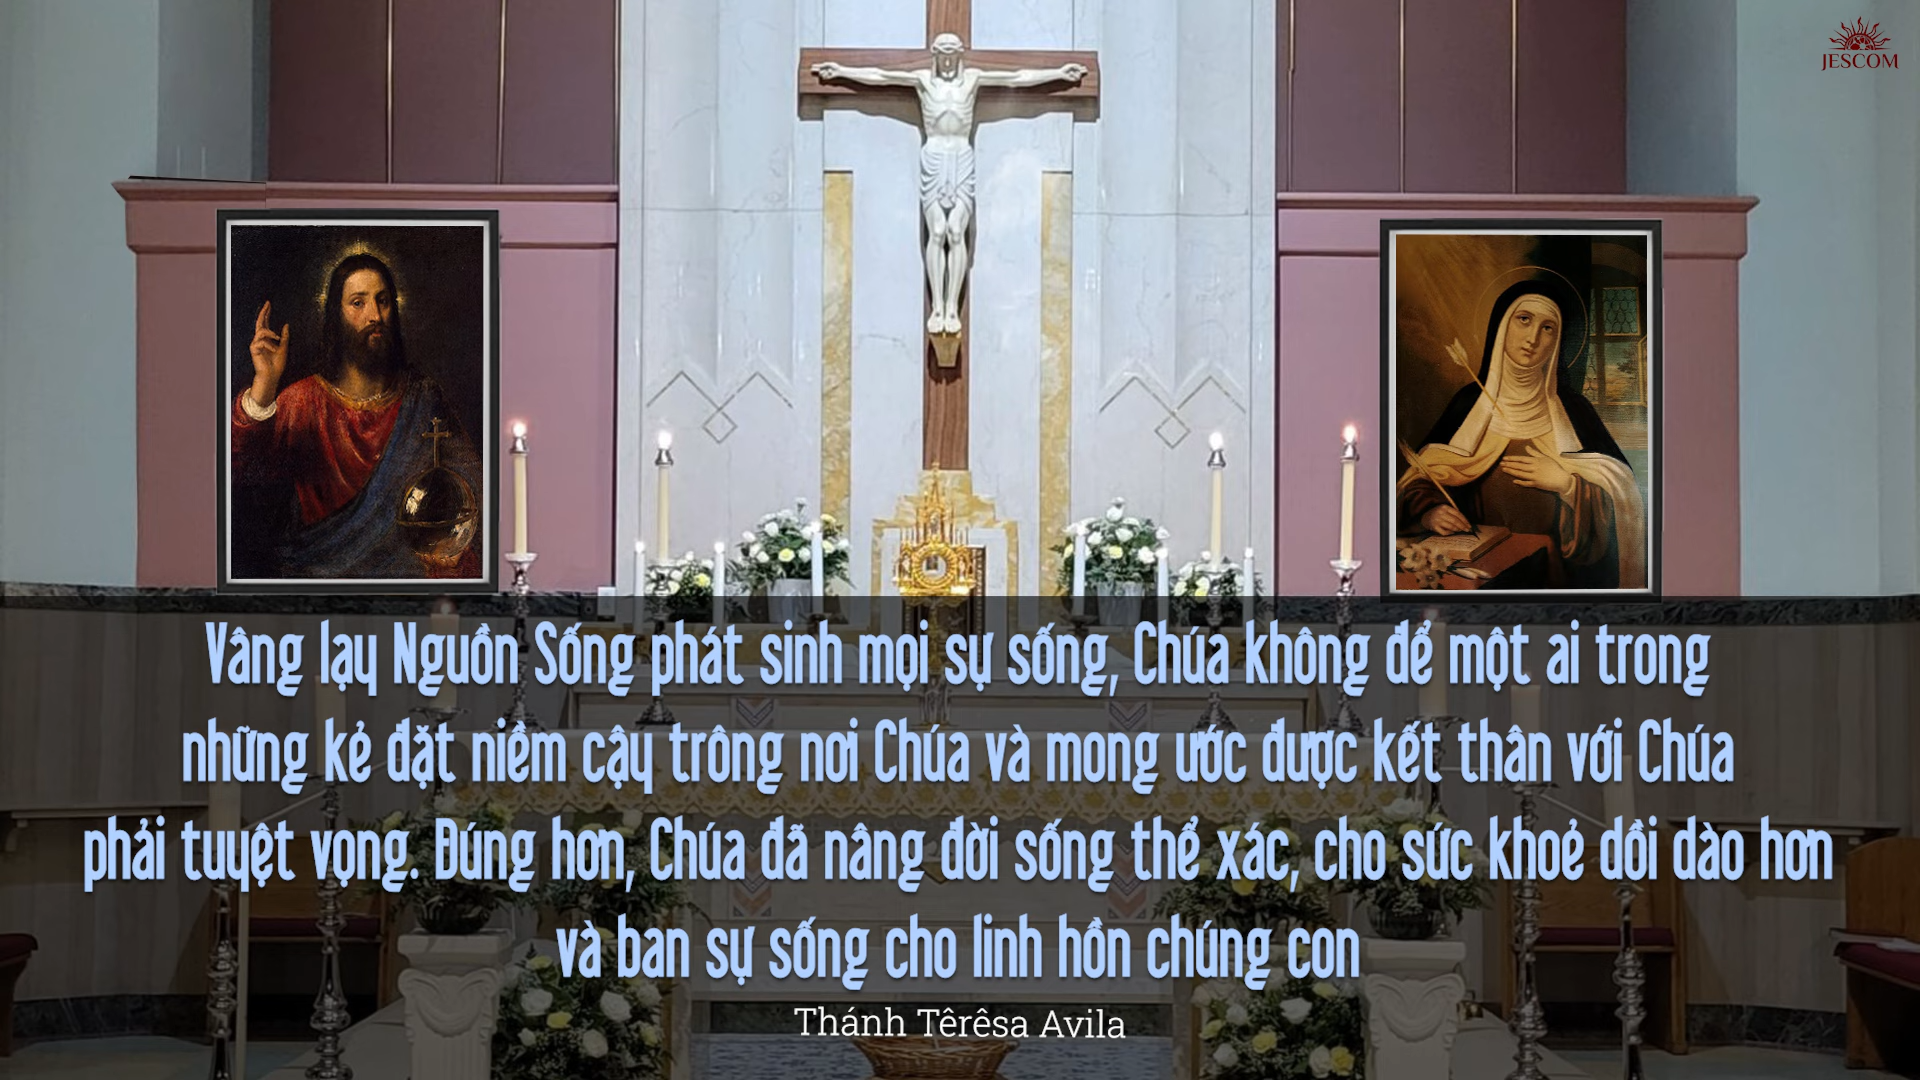 JESCOM
Vâng lạy Nguồn Sống phát sinh mọi sự sống, Chúa không để một ai trong
những kẻ đặt niềm cậy trông nơi Chúa và mong ước được kết thân với Chúa
phải tuyệt vọng. Đúng hơn, Chúa đã nâng đời sống thể xác, cho sức khoẻ dồi dào hơn
và ban sự sống cho linh hồn chúng con
Thánh Têrêsa Avila